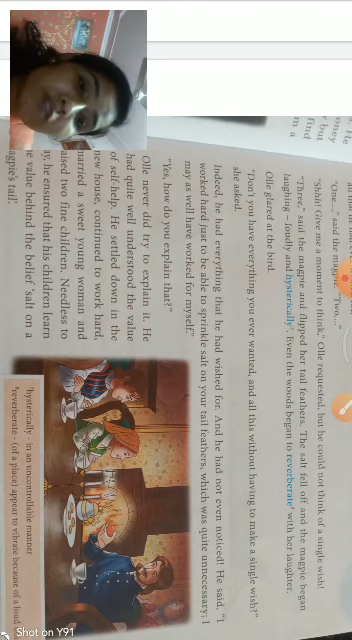 He
oney
r but
find
m a
"One...," said the magpie. "Two, ..."
"Shhh! Give me a moment to think," Olle requested, but he could not think of a single wish!
"Three," said the magpie and flipped her tail feathers. The salt fell off and the magpie began
laughing – loudly and hysterically. Even the woods began to reverberate with her laughter.
Olle glared at the bird.
"Don't you have everything you ever wanted, and all this without having to make a single wish?"
she asked.
Indeed, he had everything that he had wished for. And he had not even noticed! He said, "I
worked hard just to be able to sprinkle salt on your tail feathers, which was quite unnecessary; I
may as well have worked for myself."
"Yes, how do you explain that?"
Olle never did try to explain it. He
had quite well understood the value
of self-help. He settled down in the
new house, continued to work hard,
married a sweet young woman and
aised two fine children. Needless to
ay, he ensured that his children learn
e value behind the belief 'salt on a
agpie's tail'.
hysterically - in an uncontrollable manner
reverberate - (of a place) appear to vibrate because of a loud
Shot on Y91